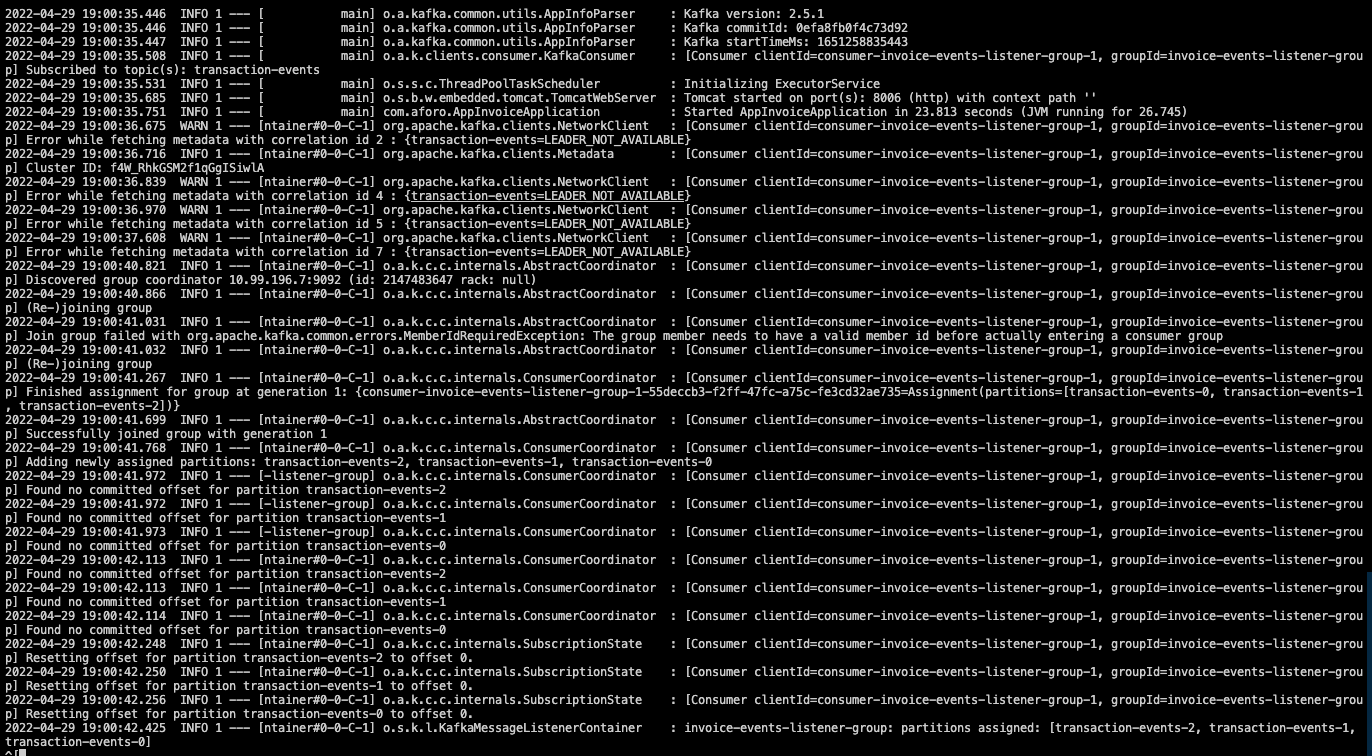 2022-04-29 19:00:35.446  INFO 1 --- [           main] o.a.kafka.common.utils.AppInfoParser     : Kafka version: 2.5.1
2022-04-29 19:00:35.446  INFO 1 --- [           main] o.a.kafka.common.utils.AppInfoParser     : Kafka commitId: 0efa8fb0f4c73d92
2022-04-29 19:00:35.447  INFO 1 --- [           main] o.a.kafka.common.utils.AppInfoParser     : Kafka startTimeMs: 1651258835443
2022-04-29 19:00:35.508  INFO 1 --- [           main] o.a.k.clients.consumer.KafkaConsumer     : [Consumer clientId=consumer-invoice-events-listener-group-1, groupId=invoice-events-listener-grou
p] Subscribed to topic(s): transaction-events
2022-04-29 19:00:35.531  INFO 1 --- [           main] o.s.s.c.ThreadPoolTaskScheduler          : Initializing ExecutorService
2022-04-29 19:00:35.685  INFO 1 --- [           main] o.s.b.w.embedded.tomcat.TomcatWebServer  : Tomcat started on port(s): 8006 (http) with context path ''
2022-04-29 19:00:35.751  INFO 1 --- [           main] com.aforo.AppInvoiceApplication          : Started AppInvoiceApplication in 23.813 seconds (JVM running for 26.745)
2022-04-29 19:00:36.675  WARN 1 --- [ntainer#0-0-C-1] org.apache.kafka.clients.NetworkClient   : [Consumer clientId=consumer-invoice-events-listener-group-1, groupId=invoice-events-listener-grou
p] Error while fetching metadata with correlation id 2 : {transaction-events=LEADER_NOT_AVAILABLE}
2022-04-29 19:00:36.716  INFO 1 --- [ntainer#0-0-C-1] org.apache.kafka.clients.Metadata        : [Consumer clientId=consumer-invoice-events-listener-group-1, groupId=invoice-events-listener-grou
p] Cluster ID: f4W_RhkGSM2f1qGgISiwlA
2022-04-29 19:00:36.839  WARN 1 --- [ntainer#0-0-C-1] org.apache.kafka.clients.NetworkClient   : [Consumer clientId=consumer-invoice-events-listener-group-1, groupId=invoice-events-listener-grou
p] Error while fetching metadata with correlation id 4 : {transaction-events=LEADER_NOT_AVAILABLE}
2022-04-29 19:00:36.970  WARN 1 --- [ntainer#0-0-C-1] org.apache.kafka.clients.NetworkClient   : [Consumer clientId=consumer-invoice-events-listener-group-1, groupId=invoice-events-listener-grou
p] Error while fetching metadata with correlation id 5 : {transaction-events=LEADER_NOT_AVAILABLE}
2022-04-29 19:00:37.608  WARN 1 --- [ntainer#0-0-C-1] org.apache.kafka.clients.NetworkClient   : [Consumer clientId=consumer-invoice-events-listener-group-1, groupId=invoice-events-listener-grou
p] Error while fetching metadata with correlation id 7 : {transaction-events=LEADER_NOT_AVAILABLE}
2022-04-29 19:00:40.821  INFO 1 --- [ntainer#0-0-C-1] o.a.k.c.c.internals.AbstractCoordinator  : [Consumer clientId=consumer-invoice-events-listener-group-1, groupId=invoice-events-listener-grou
p] Discovered group coordinator 10.99.196.7:9092 (id: 2147483647 rack: null)
2022-04-29 19:00:40.866  INFO 1 --- [ntainer#0-0-C-1] o.a.k.c.c.internals.AbstractCoordinator  : [Consumer clientId=consumer-invoice-events-listener-group-1, groupId=invoice-events-listener-grou
p] (Re-)joining group
2022-04-29 19:00:41.031  INFO 1 --- [ntainer#0-0-C-1] o.a.k.c.c.internals.AbstractCoordinator  : [Consumer clientId=consumer-invoice-events-listener-group-1, groupId=invoice-events-listener-grou
p] Join group failed with org.apache.kafka.common.errors.MemberIdRequiredException: The group member needs to have a valid member id before actually entering a consumer group
2022-04-29 19:00:41.032  INFO 1 --- [ntainer#0-0-C-1] o.a.k.c.c.internals.AbstractCoordinator  : [Consumer clientId=consumer-invoice-events-listener-group-1, groupId=invoice-events-listener-grou
p] (Re-)joining group
2022-04-29 19:00:41.267  INFO 1 --- [ntainer#0-0-C-1] o.a.k.c.c.internals.ConsumerCoordinator  : [Consumer clientId=consumer-invoice-events-listener-group-1, groupId=invoice-events-listener-grou
p] Finished assignment for group at generation 1: {consumer-invoice-events-listener-group-1-55deccb3-f2ff-47fc-a75c-fe3cd32ae735=Assignment(partitions=[transaction-events-0, transaction-events-1
, transaction-events-2])}
2022-04-29 19:00:41.699  INFO 1 --- [ntainer#0-0-C-1] o.a.k.c.c.internals.AbstractCoordinator  : [Consumer clientId=consumer-invoice-events-listener-group-1, groupId=invoice-events-listener-grou
p] Successfully joined group with generation 1
2022-04-29 19:00:41.768  INFO 1 --- [ntainer#0-0-C-1] o.a.k.c.c.internals.ConsumerCoordinator  : [Consumer clientId=consumer-invoice-events-listener-group-1, groupId=invoice-events-listener-grou
p] Adding newly assigned partitions: transaction-events-2, transaction-events-1, transaction-events-0
2022-04-29 19:00:41.972  INFO 1 --- [-listener-group] o.a.k.c.c.internals.ConsumerCoordinator  : [Consumer clientId=consumer-invoice-events-listener-group-1, groupId=invoice-events-listener-grou
p] Found no committed offset for partition transaction-events-2
2022-04-29 19:00:41.972  INFO 1 --- [-listener-group] o.a.k.c.c.internals.ConsumerCoordinator  : [Consumer clientId=consumer-invoice-events-listener-group-1, groupId=invoice-events-listener-grou
p] Found no committed offset for partition transaction-events-1
2022-04-29 19:00:41.973  INFO 1 --- [-listener-group] o.a.k.c.c.internals.ConsumerCoordinator  : [Consumer clientId=consumer-invoice-events-listener-group-1, groupId=invoice-events-listener-grou
p] Found no committed offset for partition transaction-events-0
2022-04-29 19:00:42.113  INFO 1 --- [ntainer#0-0-C-1] o.a.k.c.c.internals.ConsumerCoordinator  : [Consumer clientId=consumer-invoice-events-listener-group-1, groupId=invoice-events-listener-grou
p] Found no committed offset for partition transaction-events-2
2022-04-29 19:00:42.113  INFO 1 --- [ntainer#0-0-C-1] o.a.k.c.c.internals.ConsumerCoordinator  : [Consumer clientId=consumer-invoice-events-listener-group-1, groupId=invoice-events-listener-grou
p] Found no committed offset for partition transaction-events-1
2022-04-29 19:00:42.114  INFO 1 --- [ntainer#0-0-C-1] o.a.k.c.c.internals.ConsumerCoordinator  : [Consumer clientId=consumer-invoice-events-listener-group-1, groupId=invoice-events-listener-grou
p] Found no committed offset for partition transaction-events-0
2022-04-29 19:00:42.248  INFO 1 --- [ntainer#0-0-C-1] o.a.k.c.c.internals.SubscriptionState    : [Consumer clientId=consumer-invoice-events-listener-group-1, groupId=invoice-events-listener-grou
p] Resetting offset for partition transaction-events-2 to offset 0.
2022-04-29 19:00:42.250  INFO 1 --- [ntainer#0-0-C-1] o.a.k.c.c.internals.SubscriptionState    : [Consumer clientId=consumer-invoice-events-listener-group-1, groupId=invoice-events-listener-grou
p] Resetting offset for partition transaction-events-1 to offset 0.
2022-04-29 19:00:42.256  INFO 1 --- [ntainer#0-0-C-1] o.a.k.c.c.internals.SubscriptionState    : [Consumer clientId=consumer-invoice-events-listener-group-1, groupId=invoice-events-listener-grou
p] Resetting offset for partition transaction-events-0 to offset 0.
2022-04-29 19:00:42.425  INFO 1 --- [ntainer#0-0-C-1] o.s.k.l.KafkaMessageListenerContainer    : invoice-events-listener-group: partitions assigned: [transaction-events-2, transaction-events-1,
transaction-events-0]
^[